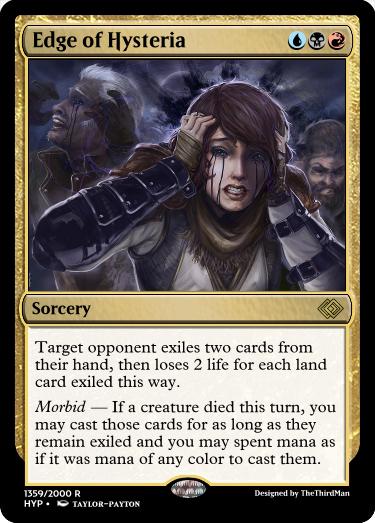 Edge of Hysteria
Sorcery
Target opponent exiles two cards from
their hand, then loses 2 life for each land
card exiled this way.
Morbid — If a creature died this turn, you
may cast those cards for as long as they
remain exiled and you may spent mana as
if it was mana of any color to cast them.
1359/2000 R
HYP • TAYLOR-PAYTON
Designed by TheThirdMan